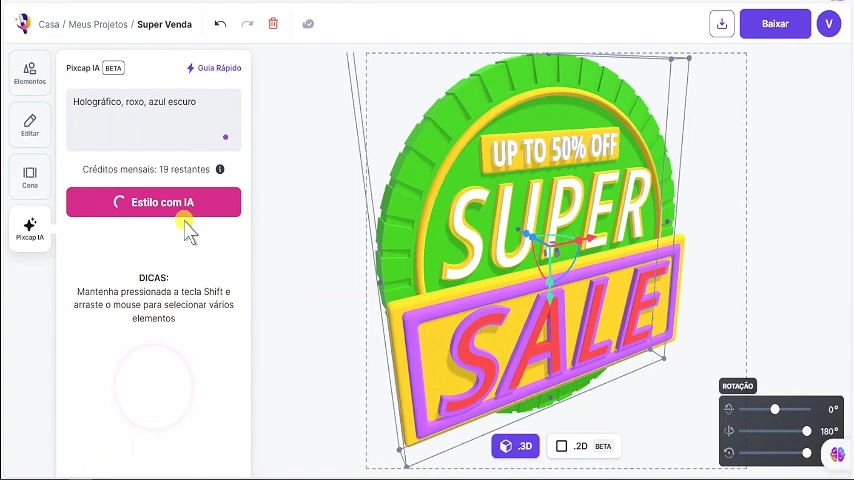 Casa / Meus Projetos / Super Venda
Baixar
V
Elementos
Editar
Cena
Pixcap IA
Pixcap IA BETA
Guia Rápido
Holográfico, roxo, azul escuro
Créditos mensais: 19 restantes
Estilo com IA
DICAS:
Mantenha pressionada a tecla Shift e
arraste o mouse para selecionar vários
elementos
UP TO 50% OFF
SUPER
SALE
.3D
.2D BETA
ROTAÇÃO
0°
180°